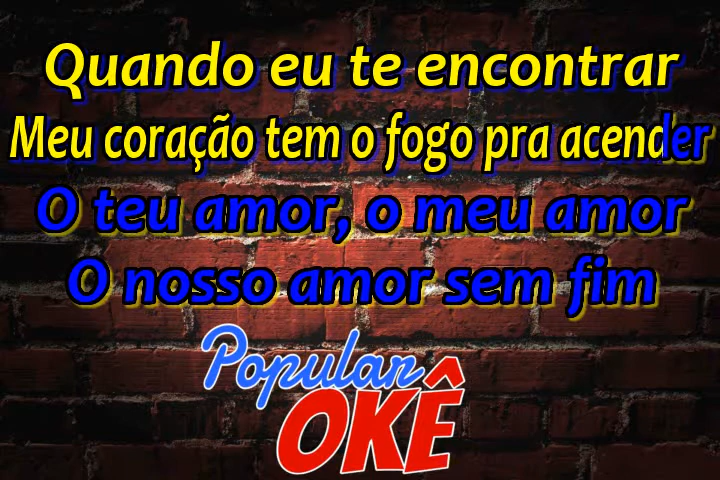 Quando eu te encontrar
Meu coração tem o fogo pra acender
O teu amor, o meu amor
O nosso amor sem fim
Popular
OKÊ